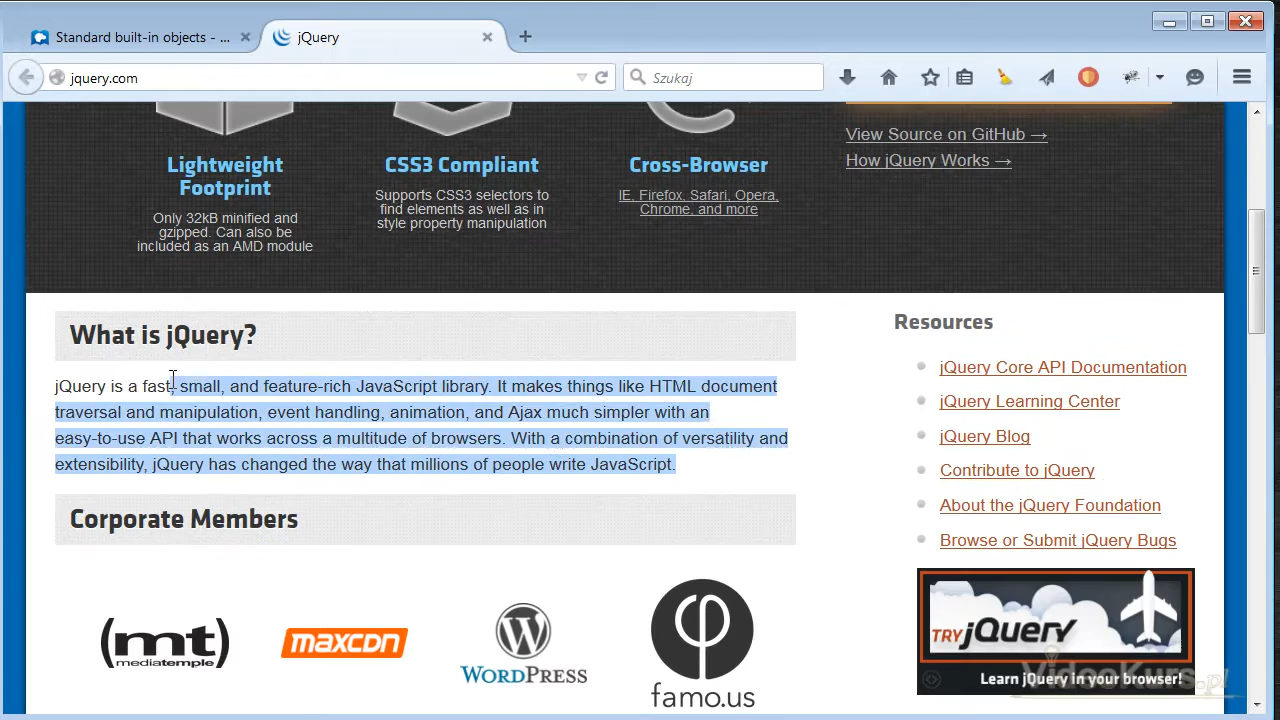 Standard built-in objects - ...
jQuery
jquery.com
Szukaj
Lightweight
Footprint
Only 32kB minified and
gzipped. Can also be
included as an AMD module
CSS3 Compliant
Supports CSS3 selectors to
find elements as well as in
style property manipulation
Cross-Browser
IE, Firefox, Safari, Opera,
Chrome, and more
View Source on GitHub →
How jQuery Works →
What is jQuery?
jQuery is a fast, small, and feature-rich JavaScript library. It makes things like HTML document
traversal and manipulation, event handling, animation, and Ajax much simpler with an
easy-to-use API that works across a multitude of browsers. With a combination of versatility and
extensibility, jQuery has changed the way that millions of people write JavaScript.
Corporate Members
(mt)
mediatemple
maxcdn
WORDPRESS
famo.us
Resources
jQuery Core API Documentation
jQuery Learning Center
jQuery Blog
Contribute to jQuery
About the jQuery Foundation
Browse or Submit jQuery Bugs
TRY jQuery
Learn jQuery in your browser!
VideoKurs.pl